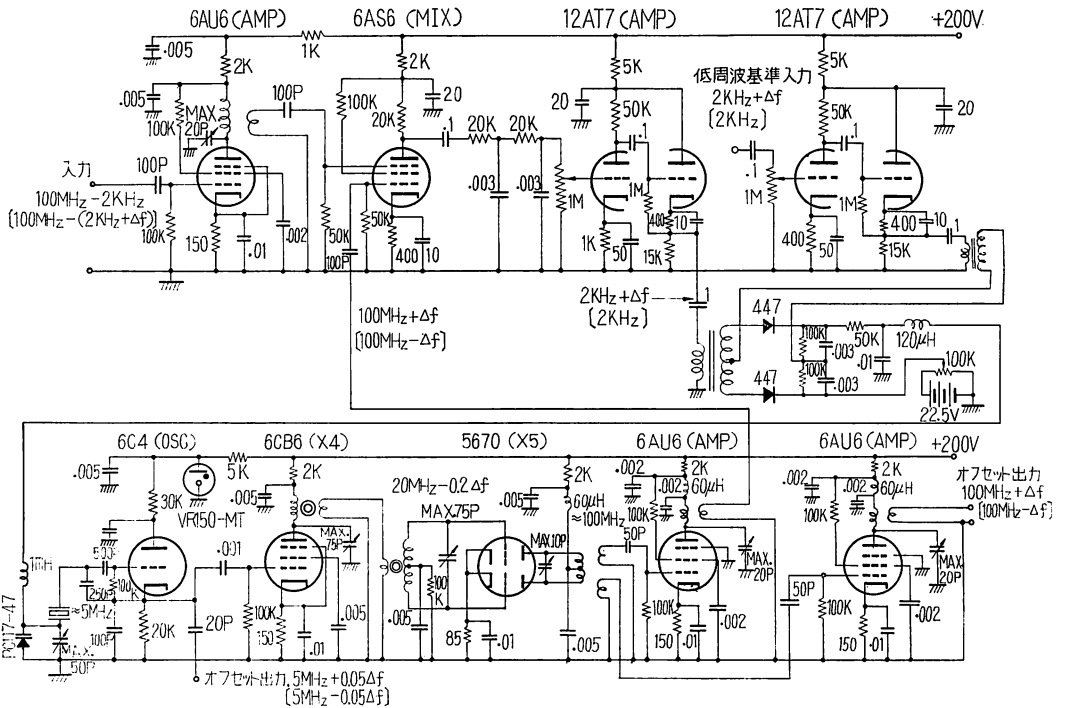 6AU6(AMP) 6AS6(MIX) 12AT7(AMP) 12AT7(AMP) +200V
.005
1K
2K
2K
5K
5K
低周波基準入力
2KHz+Δf
[2KHz]
.005
100K
MAX.
20P
100P
100K
20K
20
20
50K
50K
20
.1
20K
20K
.1
.1
入力
100P
100MHz-2KHz
[100MHz-(2KHz+Δf)]
100K
150
.01
.002
50K
100P
50K
400
10
.003
.003
1M
1M
1K
50
400
10
15K
.1
1M
1M
400
50
400
10
15K
1
100MHz+Δf
[100MHz-Δf]
2KHz+Δf
[2KHz]
1
447
447
100K
100K
.003
.003
50K
.01
120μH
100K
22.5V
6C4(OSC) 6CB6(X4) 5670(X5) 6AU6(AMP) 6AU6(AMP) +200V
.005
30K
VR150-MT
5K
.005
2K
20MHz-0.2Δf
MAX.75P
.005
2K
60μH
≈100MHz
.002
.002
2K
60μH
100K
.002
.002
2K
60μH
100K
オフセット出力
100MHz+Δf
[100MHz-Δf]
1mH
500P
250P
100K
≈5MHz
100P
MAX.
50P
20K
20P
.001
100K
150
.01
MAX.
75P
.005
.005
100
K
85
.01
MAX.10P
.005
50P
100K
150
.01
.002
MAX.
20P
50P
100K
150
.01
.002
MAX.
20P
オフセット出力, 5MHz+0.05Δf
[5MHz-0.05Δf]